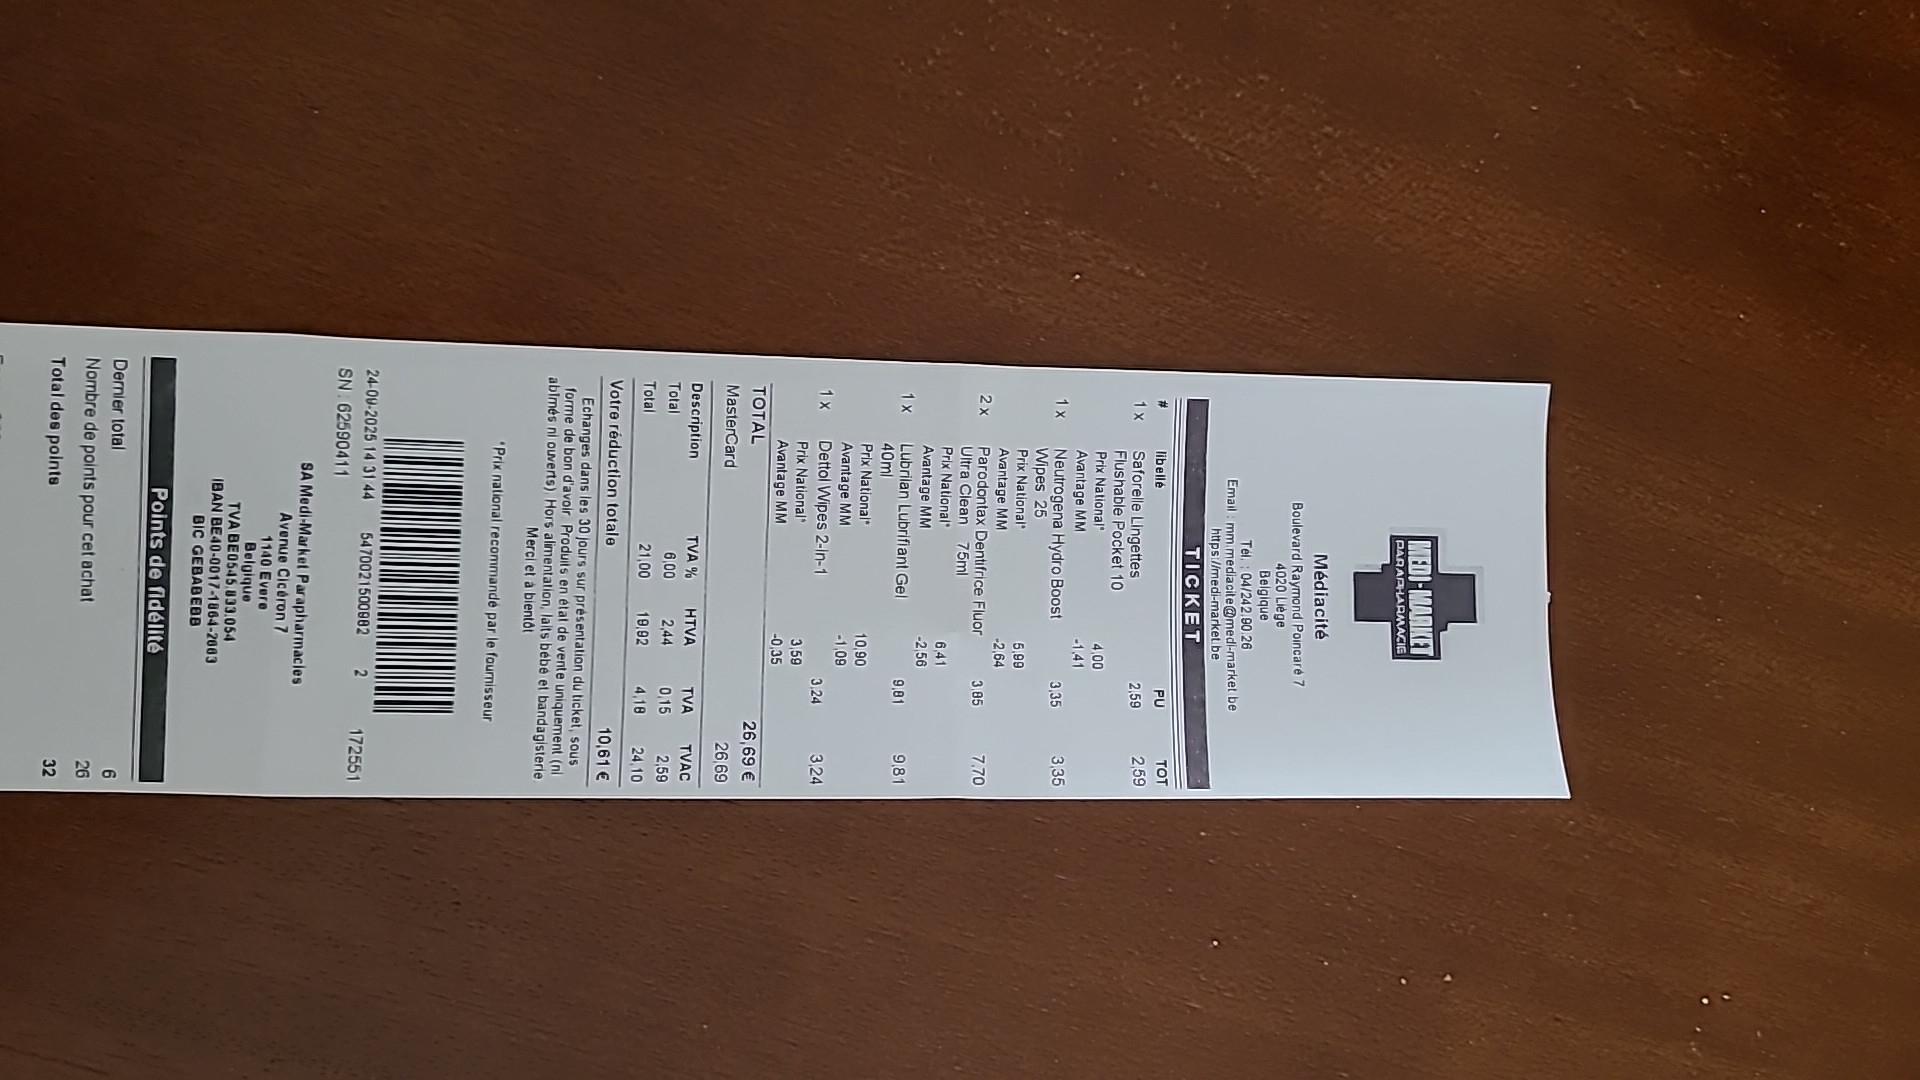 MEDI-MARKET
PARAPHARMACIE
Médiacité
Boulevard Raymond Poincaré 7
4020 Liège
Belgique
Tél : 04/242 90 26
Email : mm.mediacite@medi-market.be
https://medi-market.be
TICKET
# libellé PU TOT
1 x Saforelle Lingettes 2,59 2,59
Flushable Pocket 10
Prix National* 4,00
Avantage MM -1,41
1 x Neutrogena Hydro Boost 3,35 3,35
Wipes 25
Prix National* 5,99
Avantage MM -2,64
2 x Parodontax Dentifrice Fluor 3,85 7,70
Ultra Clean 75ml
Prix National* 6,41
Avantage MM -2,56
1 x Lubrilan Lubrifiant Gel 9,81 9,81
40ml
Prix National* 10,90
Avantage MM -1,09
1 x Dettol Wipes 2-in-1 3,24 3,24
Prix National* 3,59
Avantage MM -0,35
TOTAL 26,69 €
MasterCard 26,69
Description TVA % HTVA TVA TVAC
Total 6,00 2,44 0,15 2,59
Total 21,00 19,92 4,18 24,10
Votre réduction totale 10,61 €
Echanges dans les 30 jours sur présentation du ticket, sous
forme de bon d'avoir. Produits en état de vente uniquement (ni
abîmés ni ouverts). Hors alimentation, laits bébé et bandagisterie.
Merci et à bientôt
*Prix national recommandé par le fournisseur
24-09-2025 14:31:44 5470021500982 2 172551
SN : 62590411
SA Medi-Market Parapharmacies
Avenue Cicéron 7
1140 Evere
Belgique
TVA BE0545.833.054
IBAN BE40-0017-1864-2063
BIC GEBABEBB
Points de fidélité
Dernier total 6
Nombre de points pour cet achat 26
Total des points 32